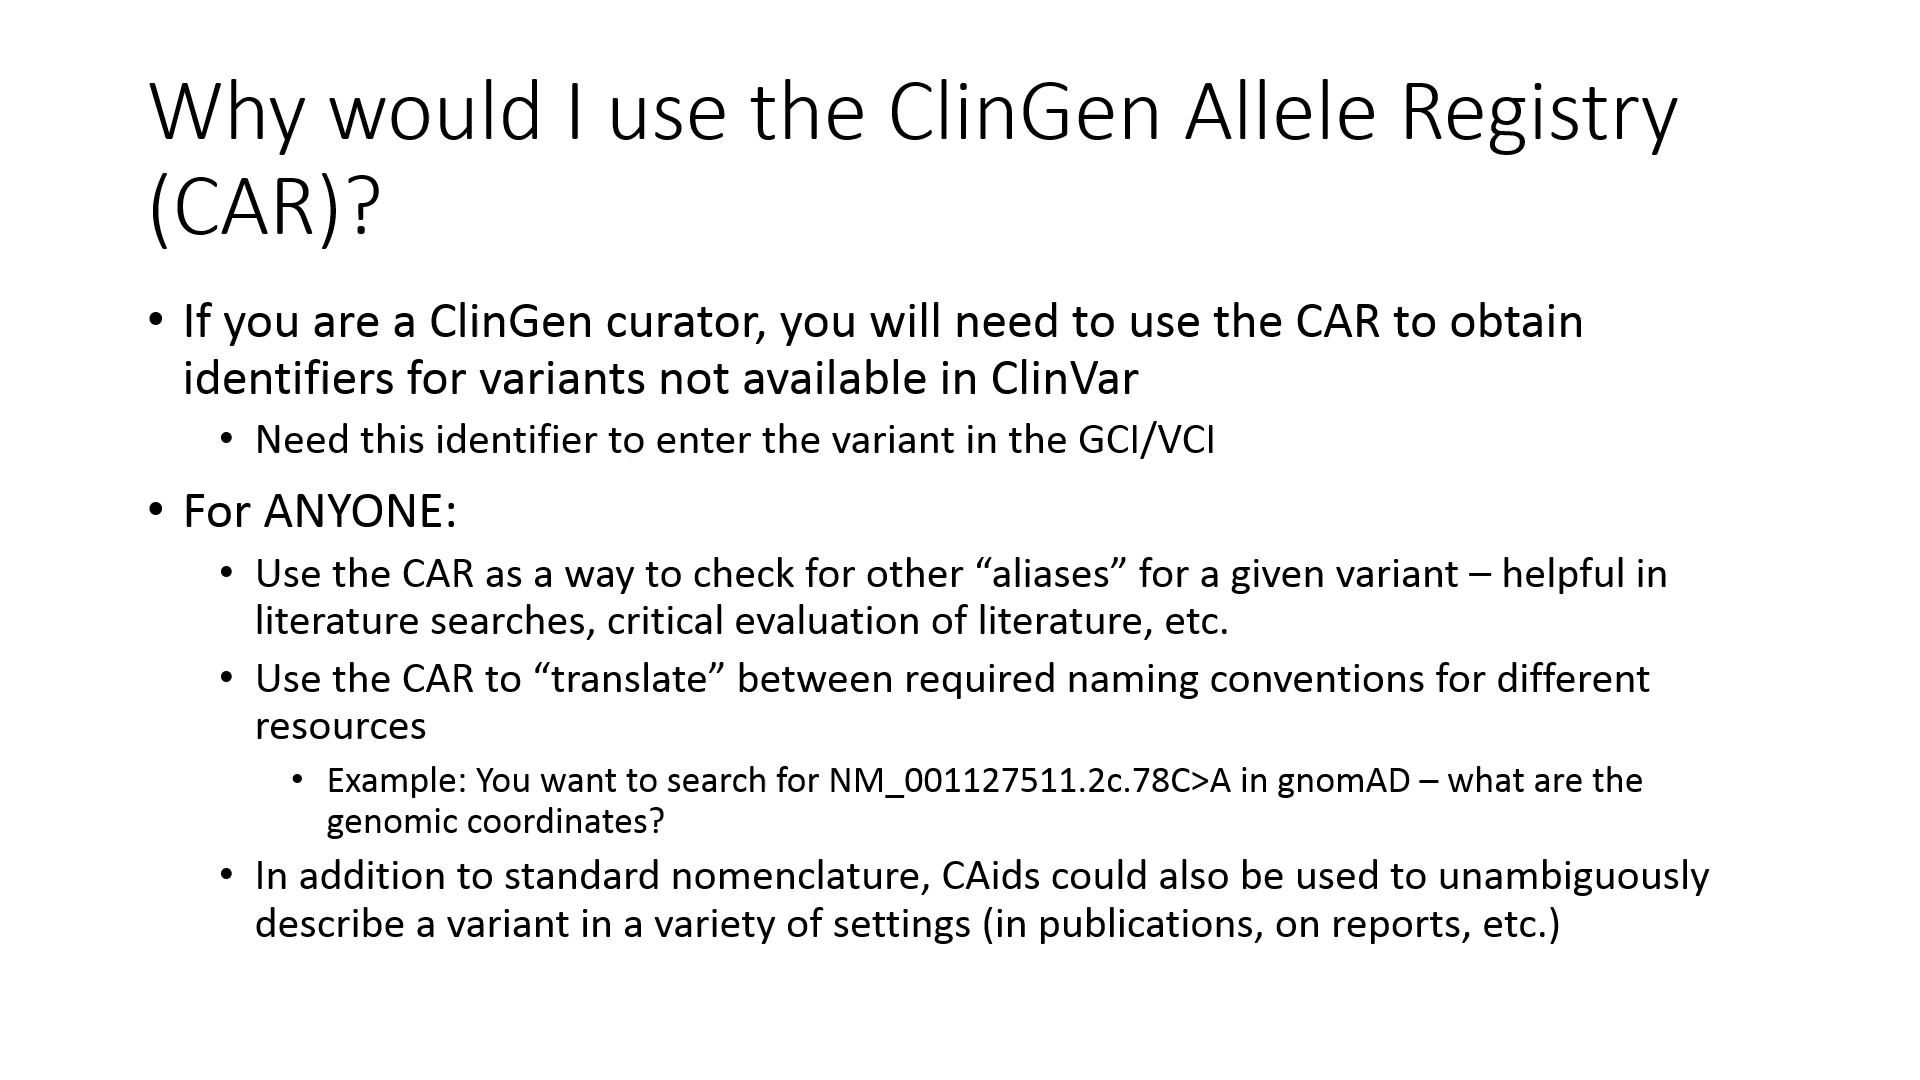 Why would I use the ClinGen Allele Registry
(CAR)?
• If you are a ClinGen curator, you will need to use the CAR to obtain
identifiers for variants not available in ClinVar
• Need this identifier to enter the variant in the GCI/VCI
• For ANYONE:
• Use the CAR as a way to check for other “aliases” for a given variant – helpful in
literature searches, critical evaluation of literature, etc.
• Use the CAR to “translate” between required naming conventions for different
resources
• Example: You want to search for NM_001127511.2c.78C>A in gnomAD – what are the
genomic coordinates?
• In addition to standard nomenclature, CAids could also be used to unambiguously
describe a variant in a variety of settings (in publications, on reports, etc.)